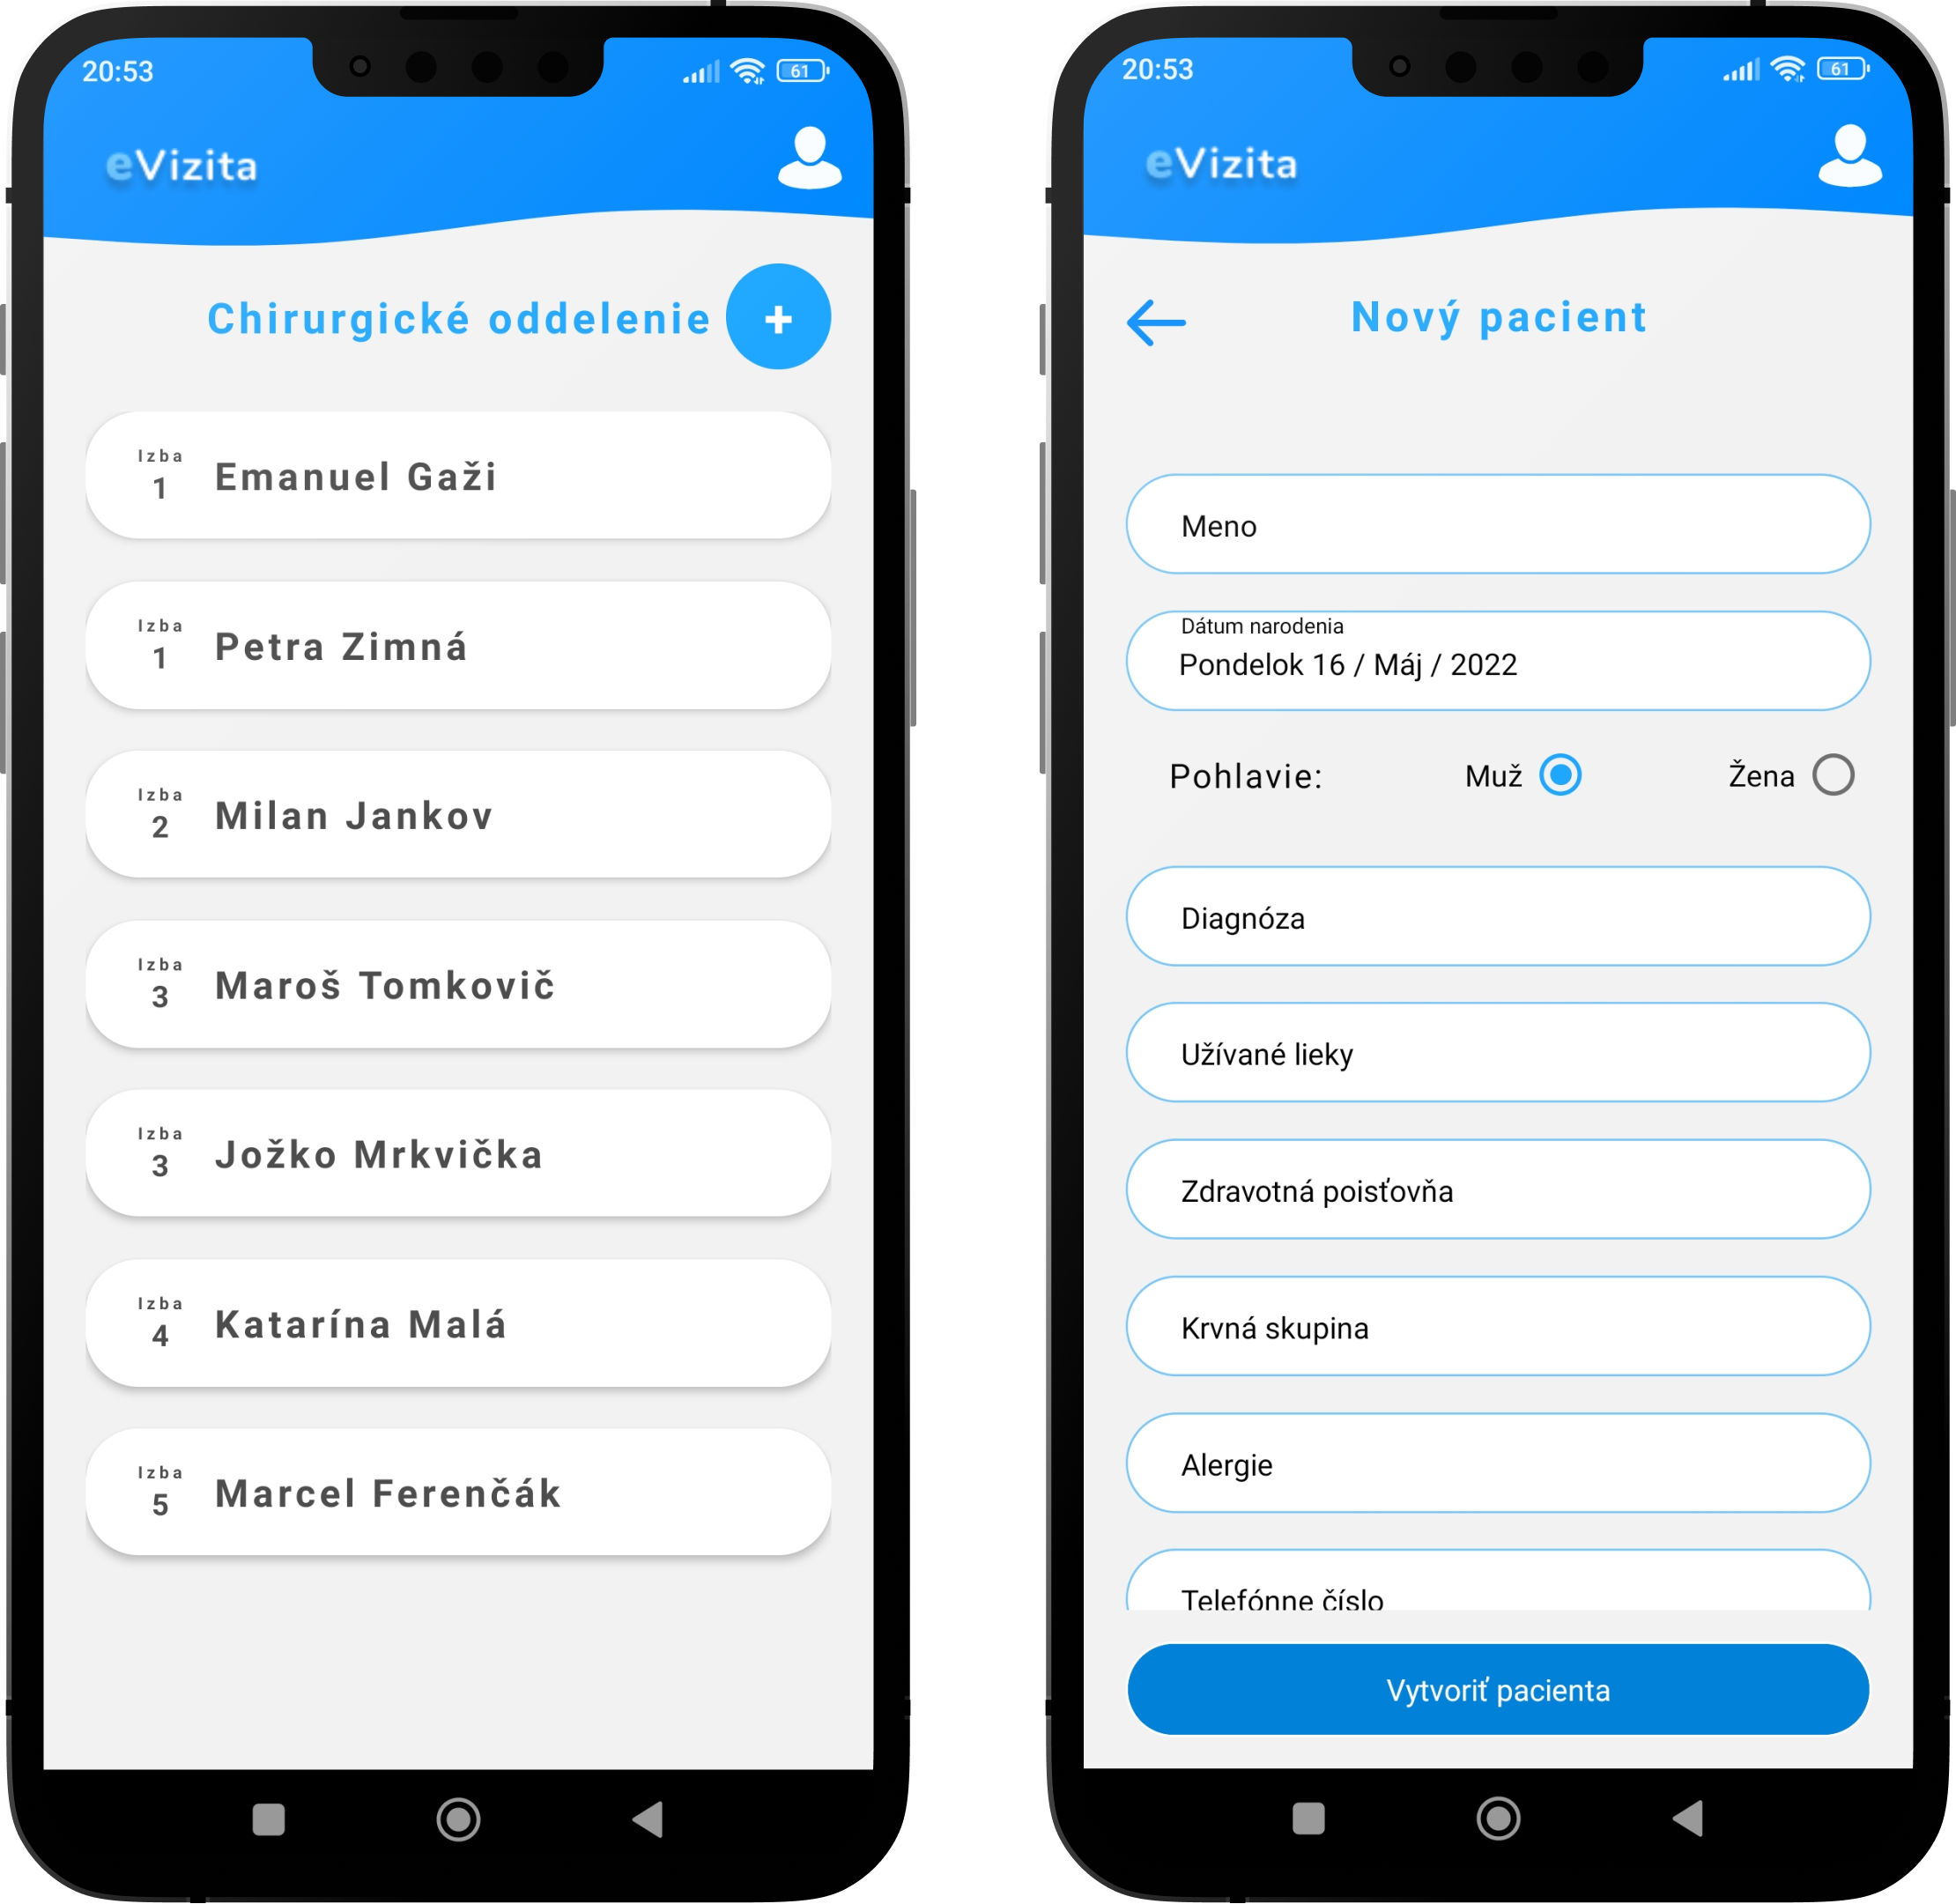 20:53
61
eVizita
Chirurgické oddelenie
+
Izba
1
Emanuel Gaži
Izba
1
Petra Zimná
Izba
2
Milan Jankov
Izba
3
Maroš Tomkovič
Izba
3
Jožko Mrkvička
Izba
4
Katarína Malá
Izba
5
Marcel Ferenčák
20:53
61
eVizita
Nový pacient
Meno
Dátum narodenia
Pondelok 16 / Máj / 2022
Pohlavie: Muž Žena
Diagnóza
Užívané lieky
Zdravotná poisťovňa
Krvná skupina
Alergie
Telefónne číslo
Vytvoriť pacienta